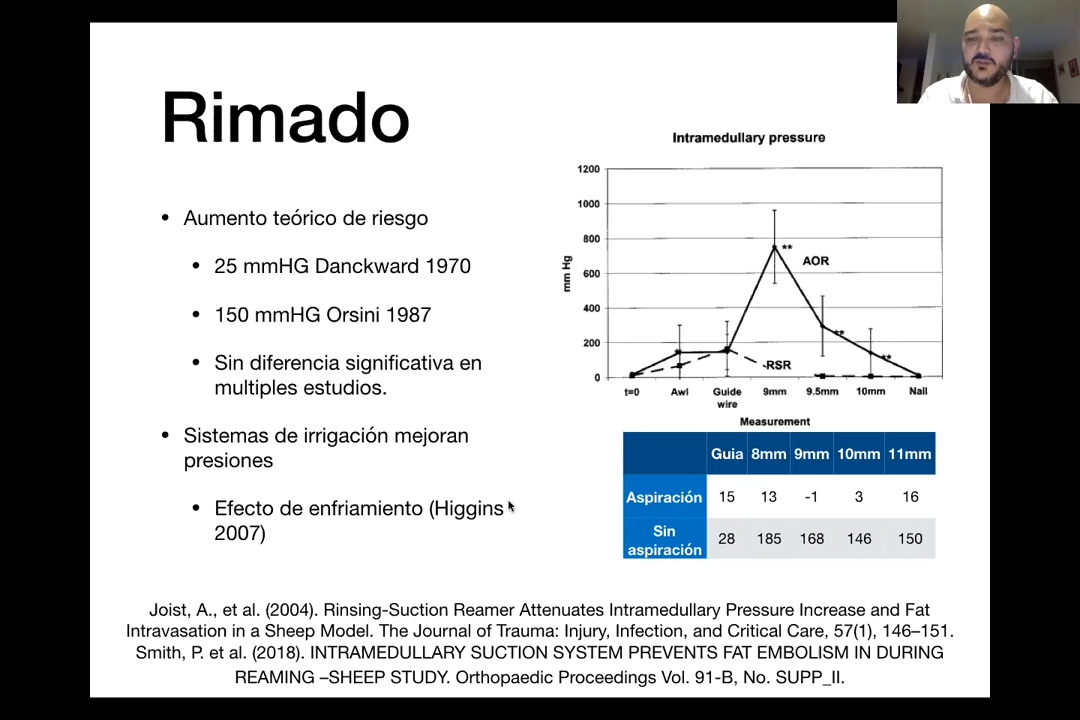 Rimado
• Aumento teórico de riesgo
• 25 mmHG Danckward 1970
• 150 mmHG Orsini 1987
• Sin diferencia significativa en
multiples estudios.
• Sistemas de irrigación mejoran
presiones
• Efecto de enfriamiento (Higgins
2007)
Intramedullary pressure
1200
1000
800
600
400
200
0
mm Hg
**
AOR
**
**
RSR
t=0 Awl Guide wire 9mm 9.5mm 10mm Nail
Measurement
Guia 8mm 9mm 10mm 11mm
Aspiración 15 13 -1 3 16
Sin aspiración 28 185 168 146 150
Joist, A., et al. (2004). Rinsing-Suction Reamer Attenuates Intramedullary Pressure Increase and Fat
Intravasation in a Sheep Model. The Journal of Trauma: Injury, Infection, and Critical Care, 57(1), 146–151.
Smith, P. et al. (2018). INTRAMEDULLARY SUCTION SYSTEM PREVENTS FAT EMBOLISM IN DURING
REAMING –SHEEP STUDY. Orthopaedic Proceedings Vol. 91-B, No. SUPP_II.